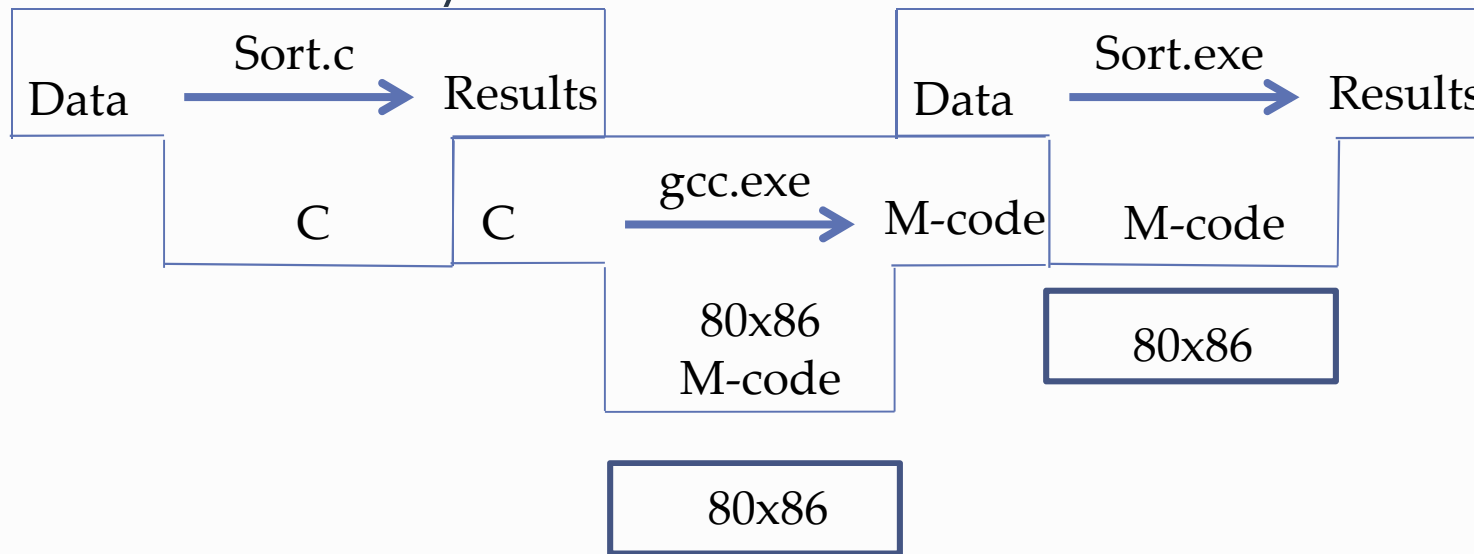 Sort.c
Data
Results
Sort.exe
Data
Results
C
C
gcc.exe
M-code
M-code
80x86
M-code
80x86
80x86